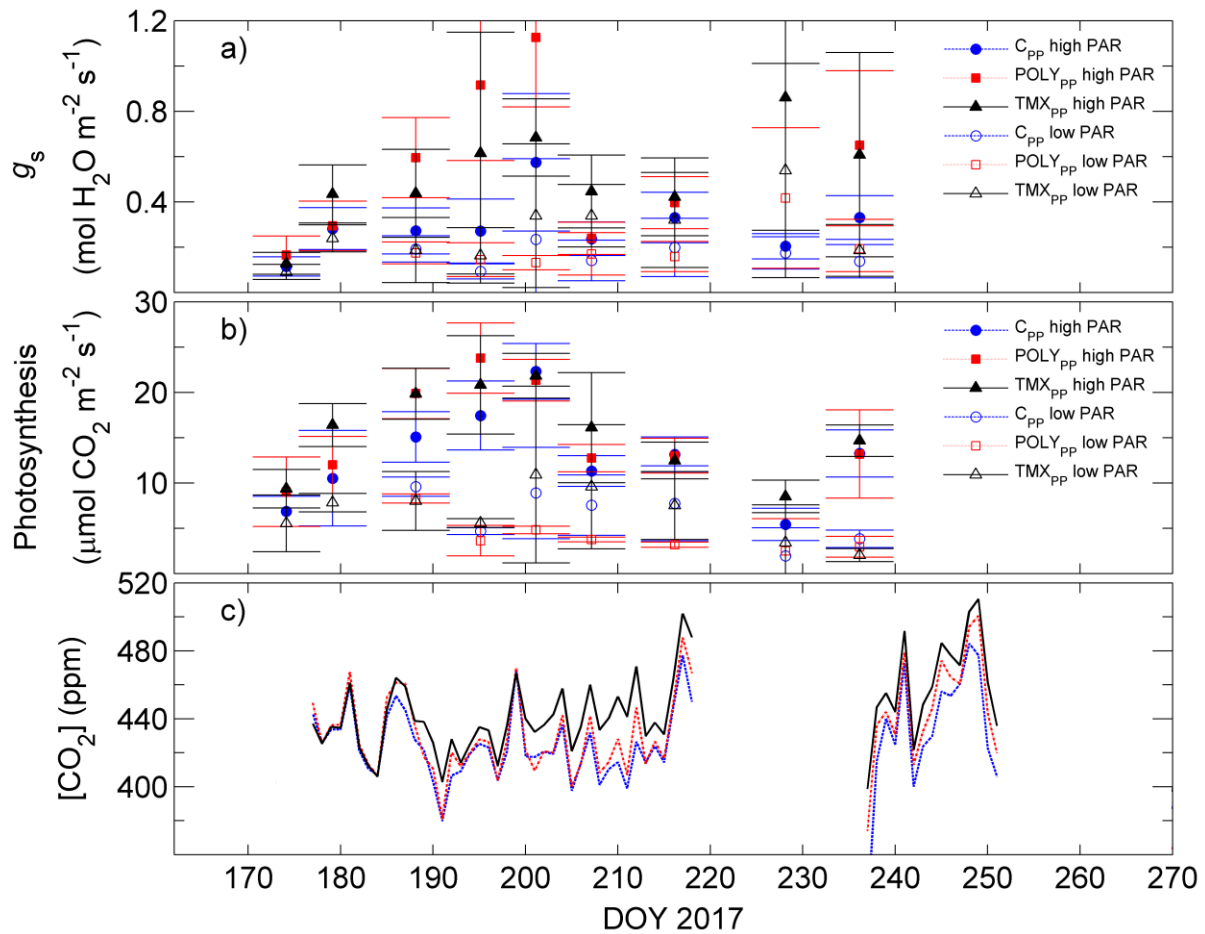 a)
1.2
0.8
0.4
g_s
(mol H₂O m⁻² s⁻¹)
C_PP high PAR
POLY_PP high PAR
TMX_PP high PAR
C_PP low PAR
POLY_PP low PAR
TMX_PP low PAR
b)
30
20
10
Photosynthesis
(μmol CO₂ m⁻² s⁻¹)
C_PP high PAR
POLY_PP high PAR
TMX_PP high PAR
C_PP low PAR
POLY_PP low PAR
TMX_PP low PAR
c)
520
480
440
400
[CO₂] (ppm)
170 180 190 200 210 220 230 240 250 260 270
DOY 2017